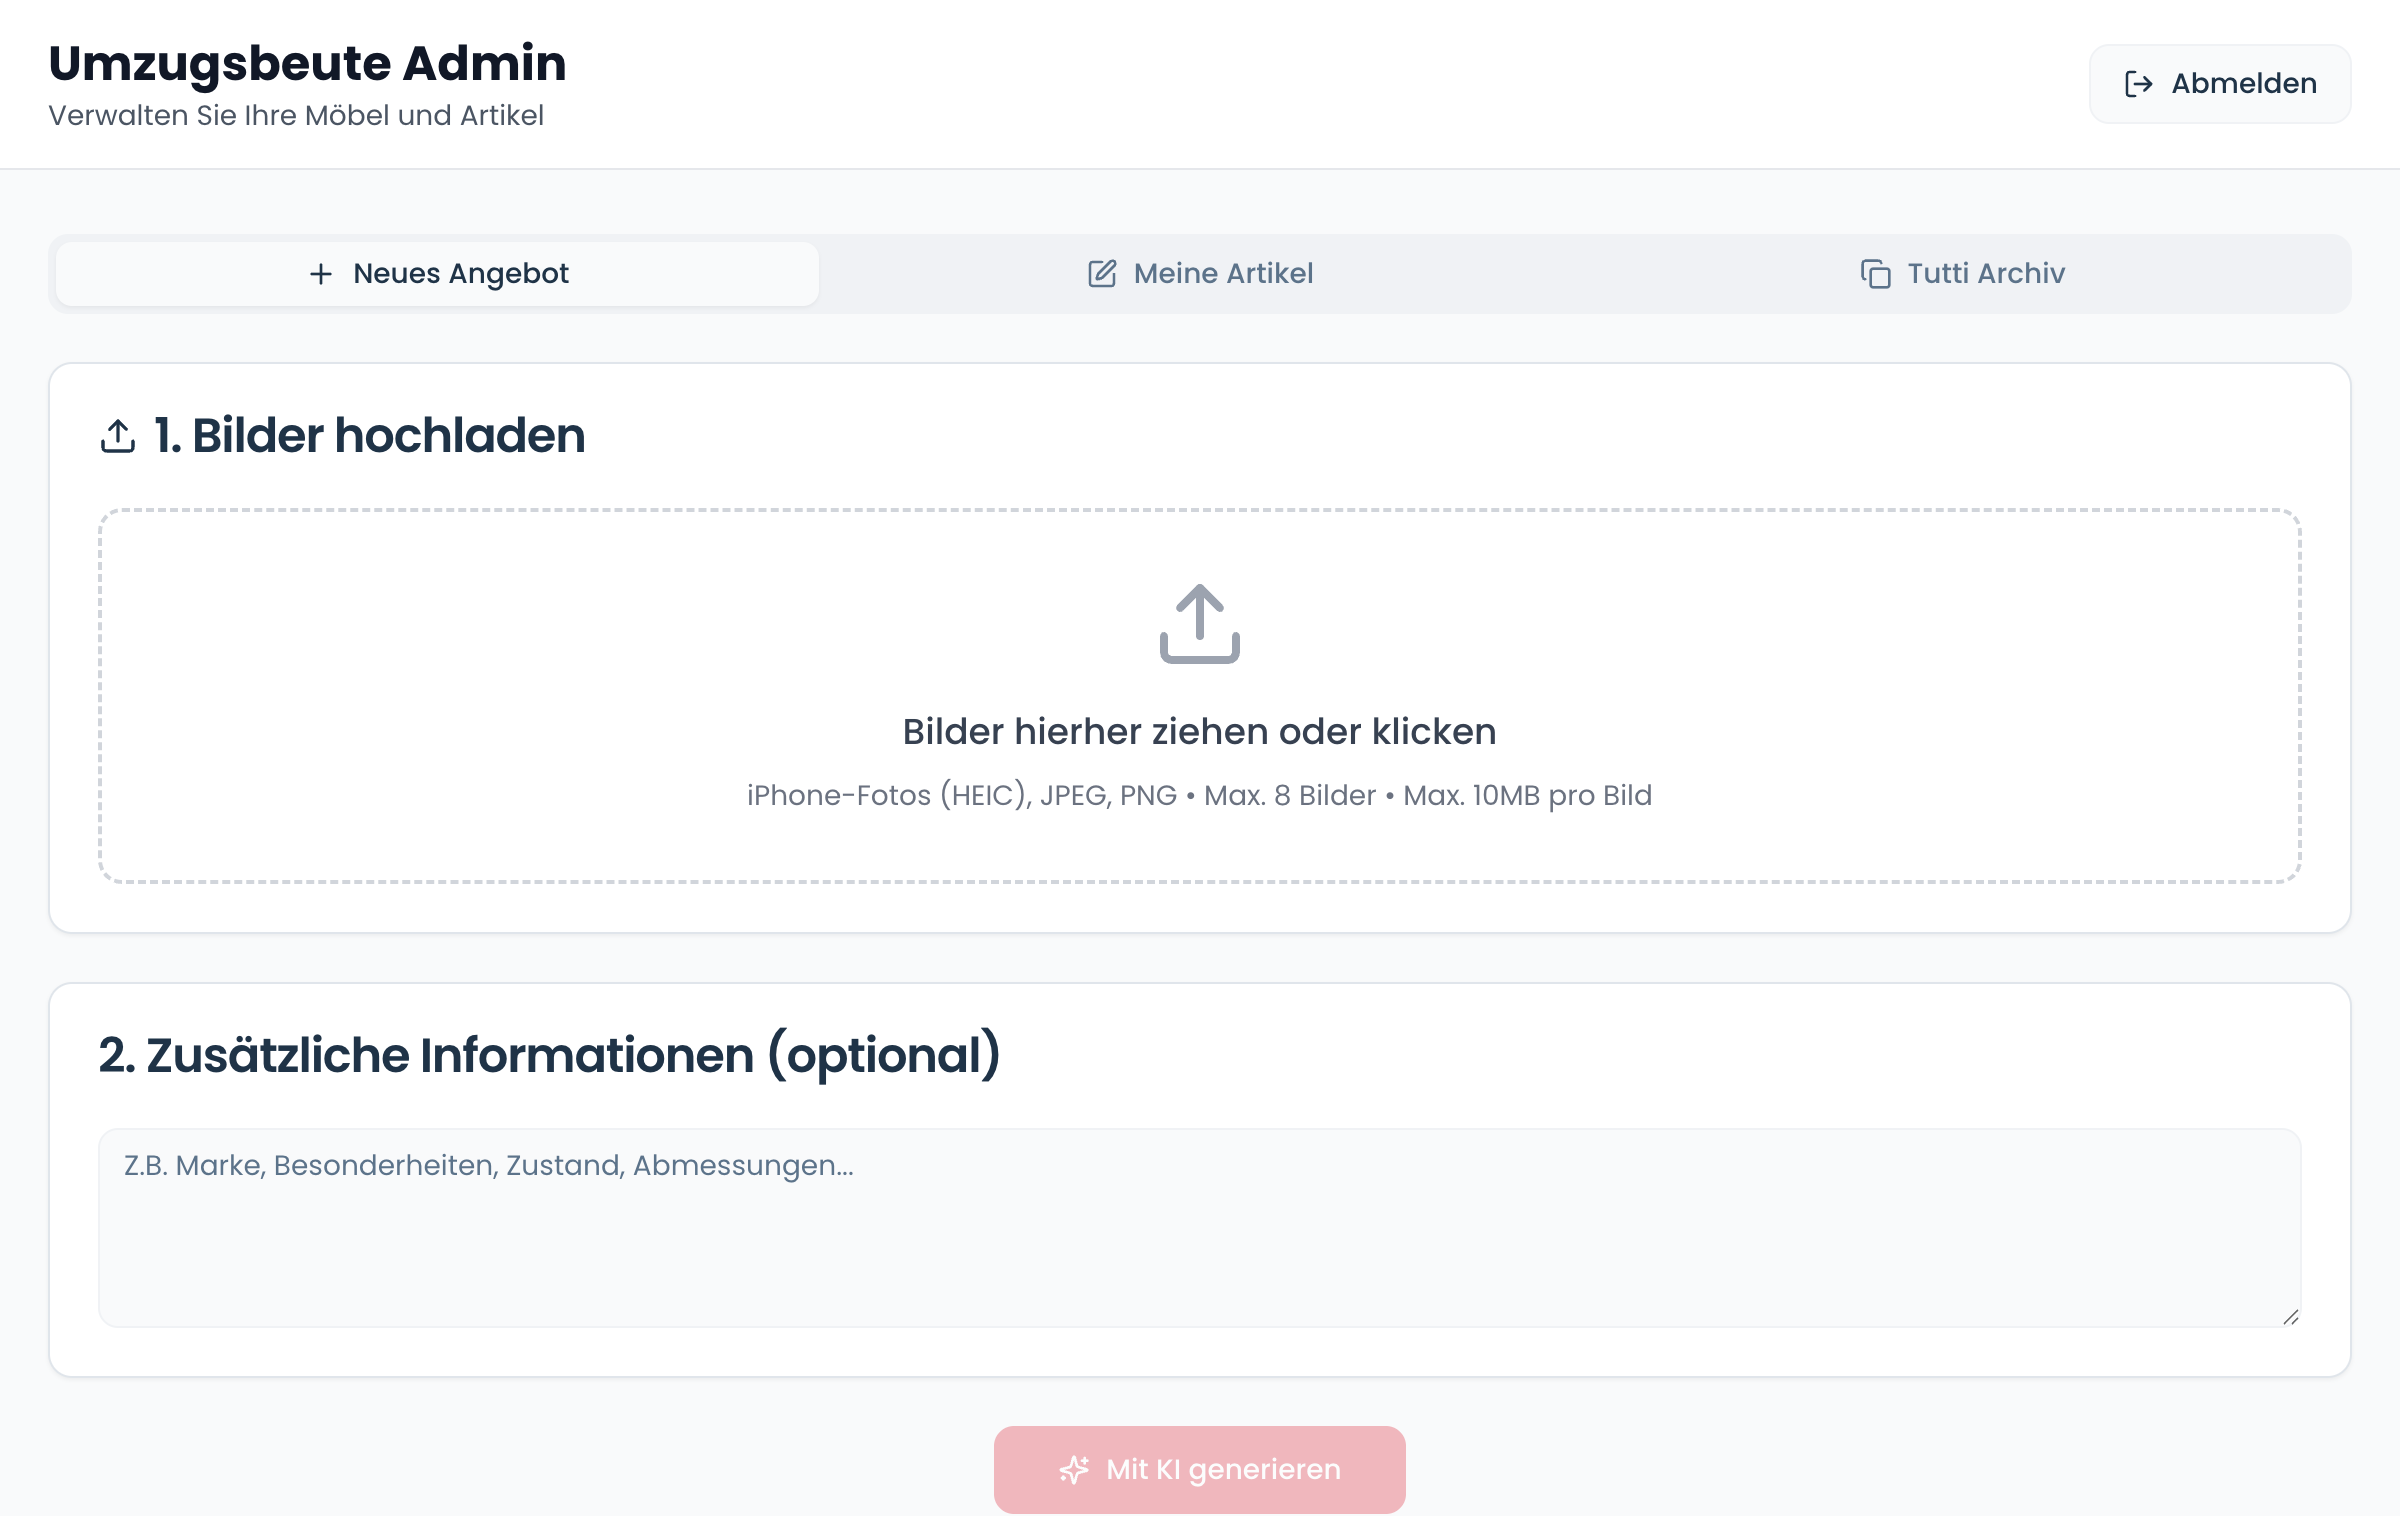 Umzugsbeute Admin
Verwalten Sie Ihre Möbel und Artikel
Abmelden
Neues Angebot
Meine Artikel
Tutti Archiv
1. Bilder hochladen
Bilder hierher ziehen oder klicken
iPhone-Fotos (HEIC), JPEG, PNG • Max. 8 Bilder • Max. 10MB pro Bild
2. Zusätzliche Informationen (optional)
Z.B. Marke, Besonderheiten, Zustand, Abmessungen...
Mit KI generieren